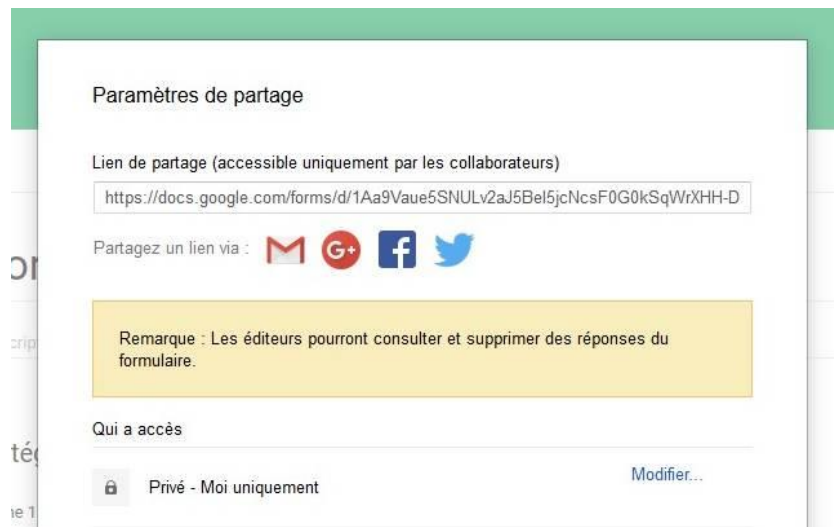 Paramètres de partage
Lien de partage (accessible uniquement par les collaborateurs)
https://docs.google.com/forms/d/1Aa9Vaue5SNULv2aJ5Bel5jcNcsF0G0kSqWrXHH-D
Partagez un lien via :
G+
f
Remarque : Les éditeurs pourront consulter et supprimer des réponses du
formulaire.
Qui a accès
Privé - Moi uniquement
Modifier...